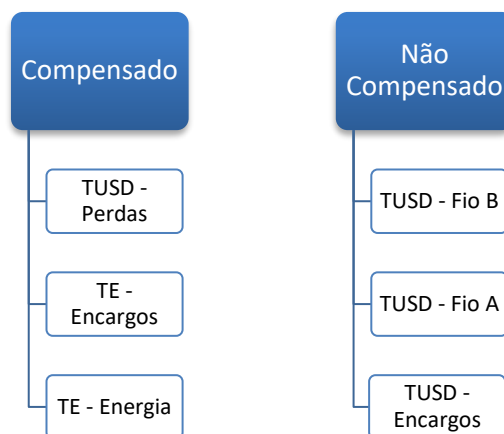 Compensado
TUSD -
Perdas
TE -
Encargos
TE - Energia
Não
Compensado
TUSD - Fio B
TUSD - Fio A
TUSD -
Encargos